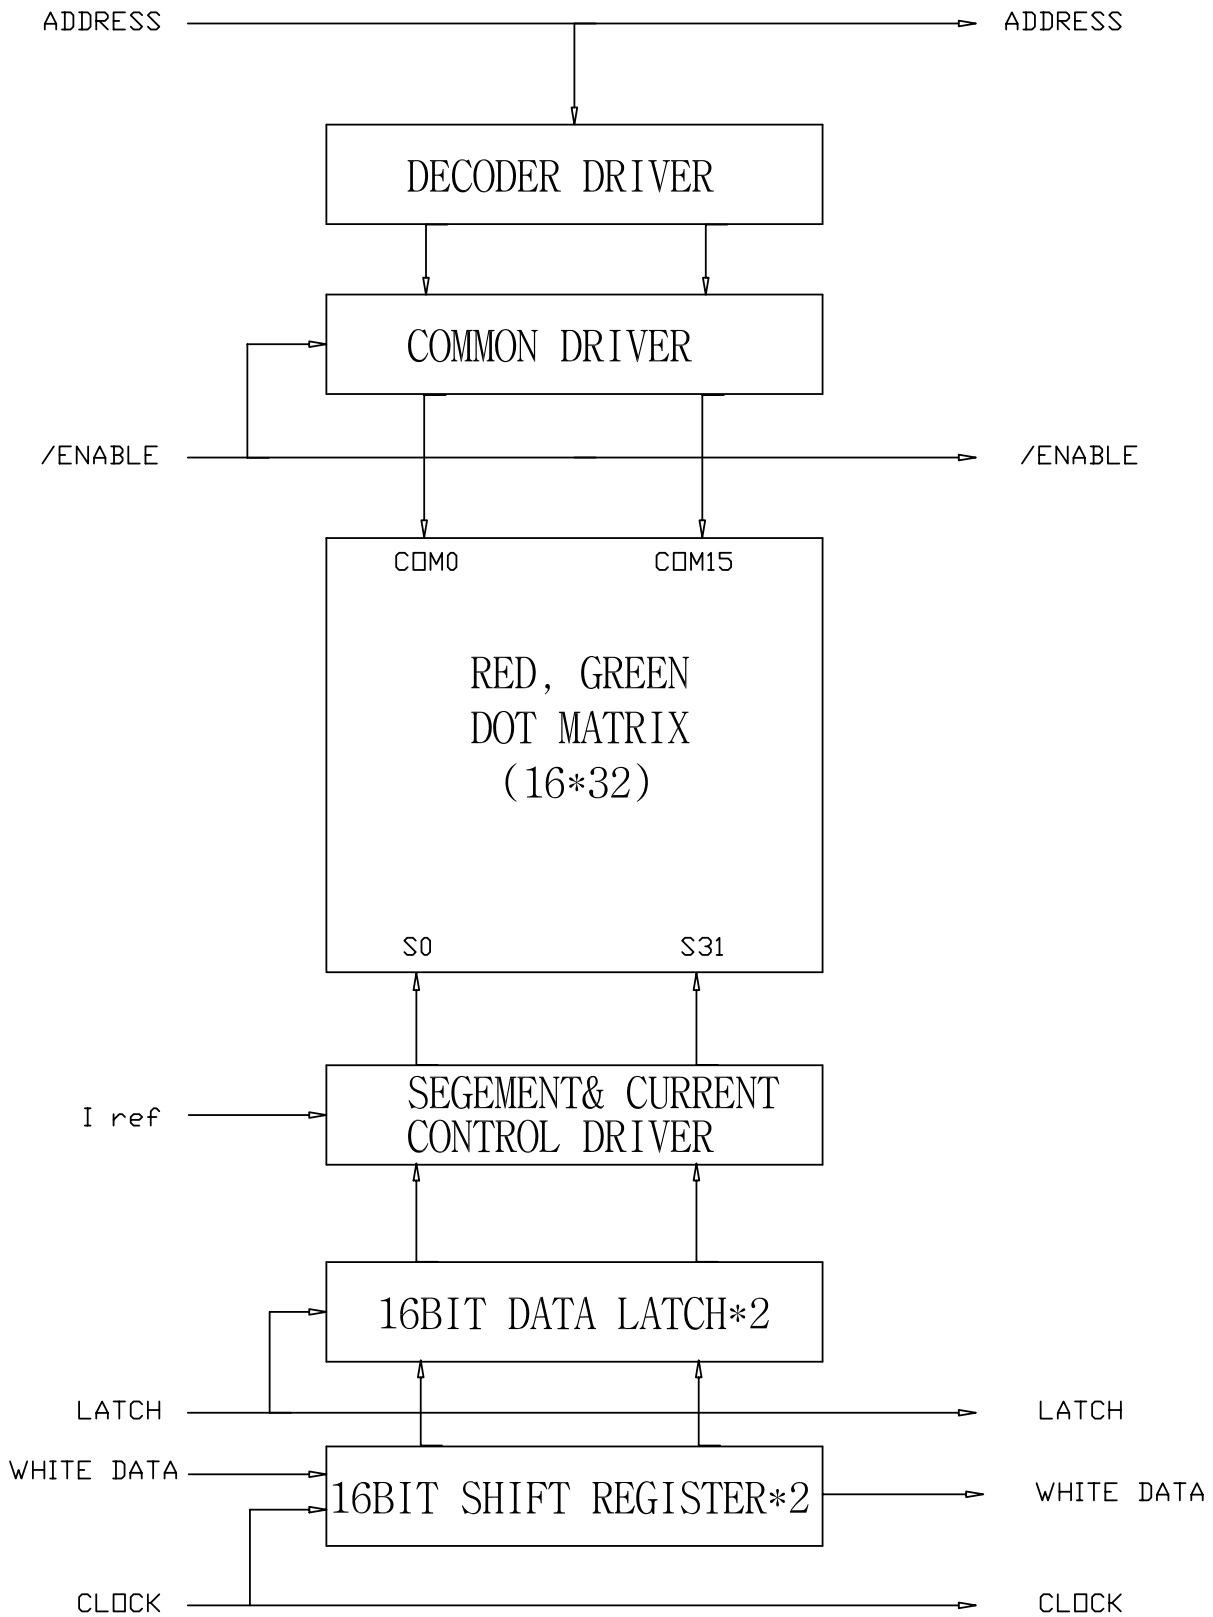 ADDRESS ADDRESS
DECODER DRIVER
COMMON DRIVER
/ENABLE /ENABLE
COM0 COM15
RED, GREEN
DOT MATRIX
(16*32)
S0 S31
SEGEMENT& CURRENT
I ref
CONTROL DRIVER
16BIT DATA LATCH*2
LATCH LATCH
WHITE DATA
16BIT SHIFT REGISTER*2
WHITE DATA
CLOCK CLOCK